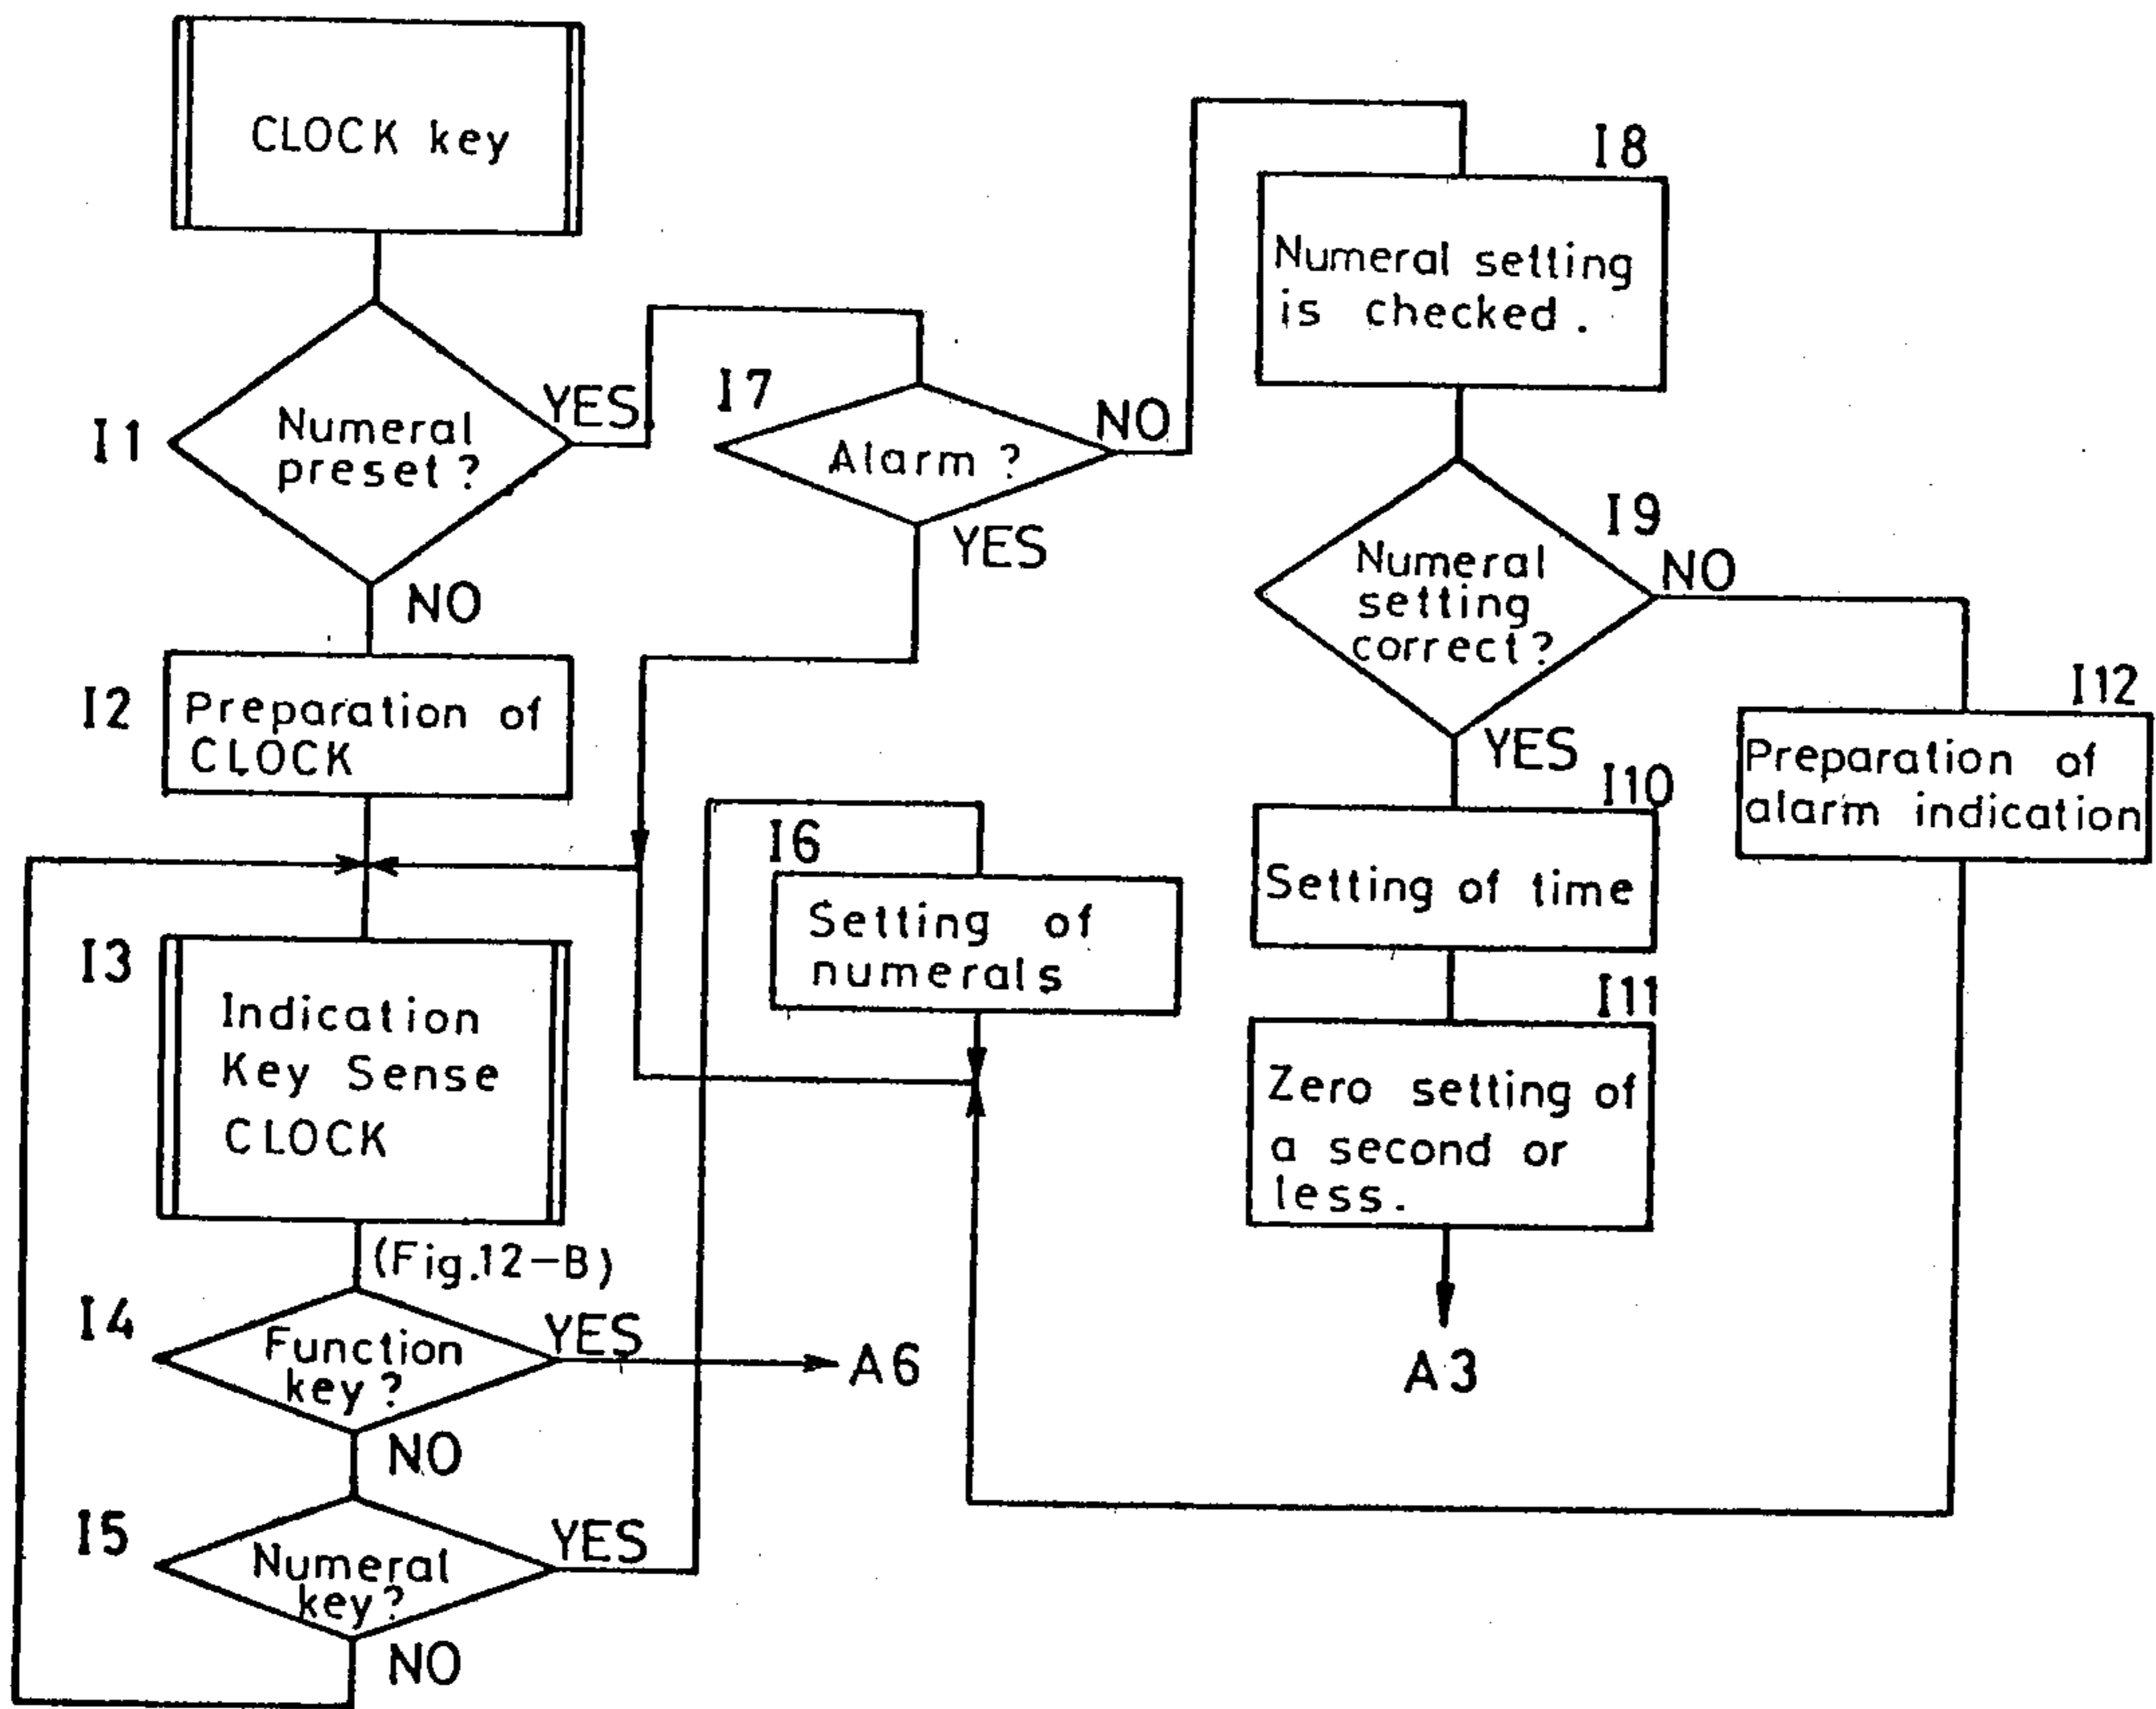 CLOCK key
I1
Numeral
preset?
YES
NO
I2
Preparation of
CLOCK
I3
Indication
Key Sense
CLOCK
(Fig.12-B)
I4
Function
key?
YES
A6
NO
I5
Numeral
key?
YES
NO
I6
Setting of
numerals
I7
Alarm?
NO
YES
I8
Numeral setting
is checked.
I9
Numeral
setting
correct?
NO
YES
I10
Setting of time
I11
Zero setting of
a second or
less.
A3
I12
Preparation of
alarm indication